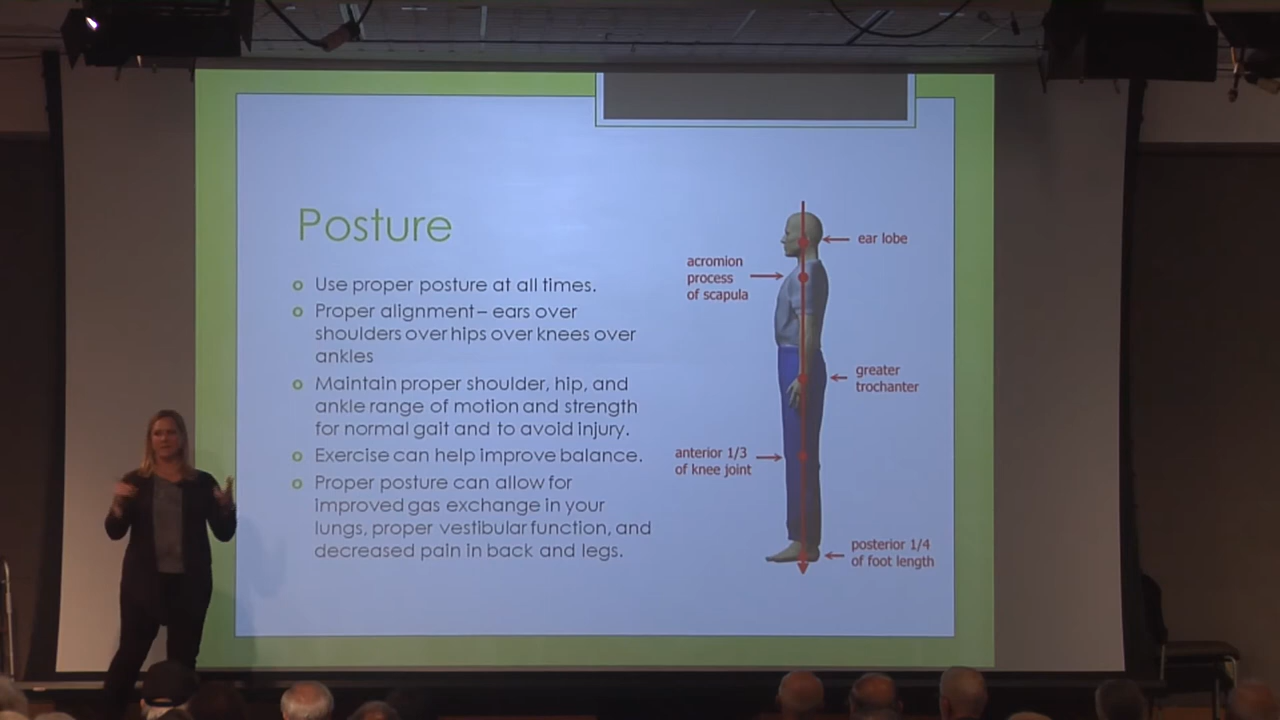 Posture
Use proper posture at all times.
Proper alignment– ears over
shoulders over hips over knees over
ankles
Maintain proper shoulder, hip, and
ankle range of motion and strength
for normal gait and to avoid injury.
Exercise can help improve balance.
Proper posture can allow for
improved gas exchange in your
lungs, proper vestibular function, and
decreased pain in back and legs.
ear lobe
acromion
process
of scapula
greater
trochanter
anterior 1/3
of knee joint
posterior 1/4
of foot length